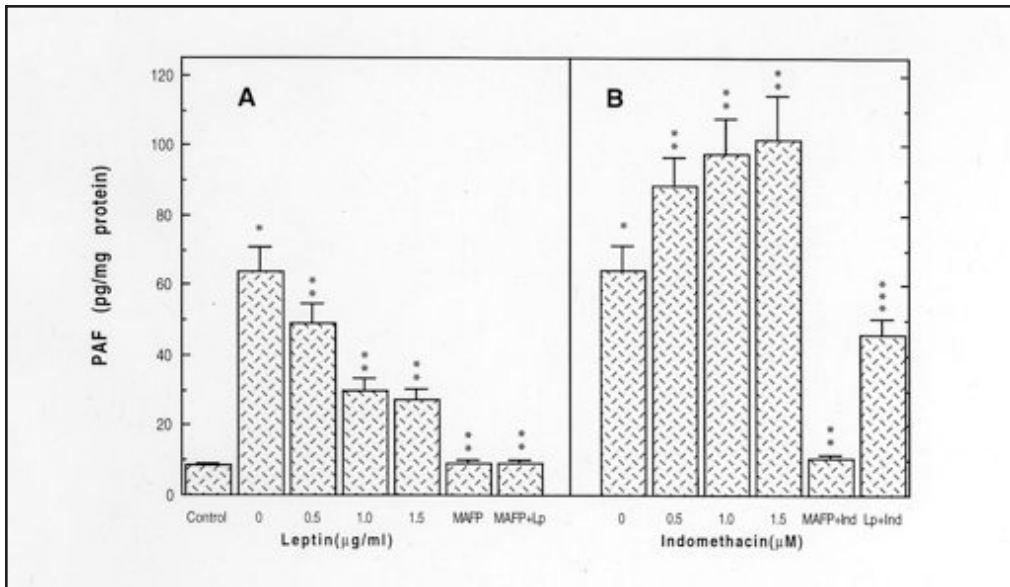 A
B
PAF (pg/mg protein)
120
100
80
60
40
20
0
* ** ** ** ** **
* ** ** ** ** ***
Control 0 0.5 1.0 1.5 MAFP MAFP+Lp
0 0.5 1.0 1.5 MAFP+Ind Lp+Ind
Leptin(μg/ml)
Indomethacin(μM)